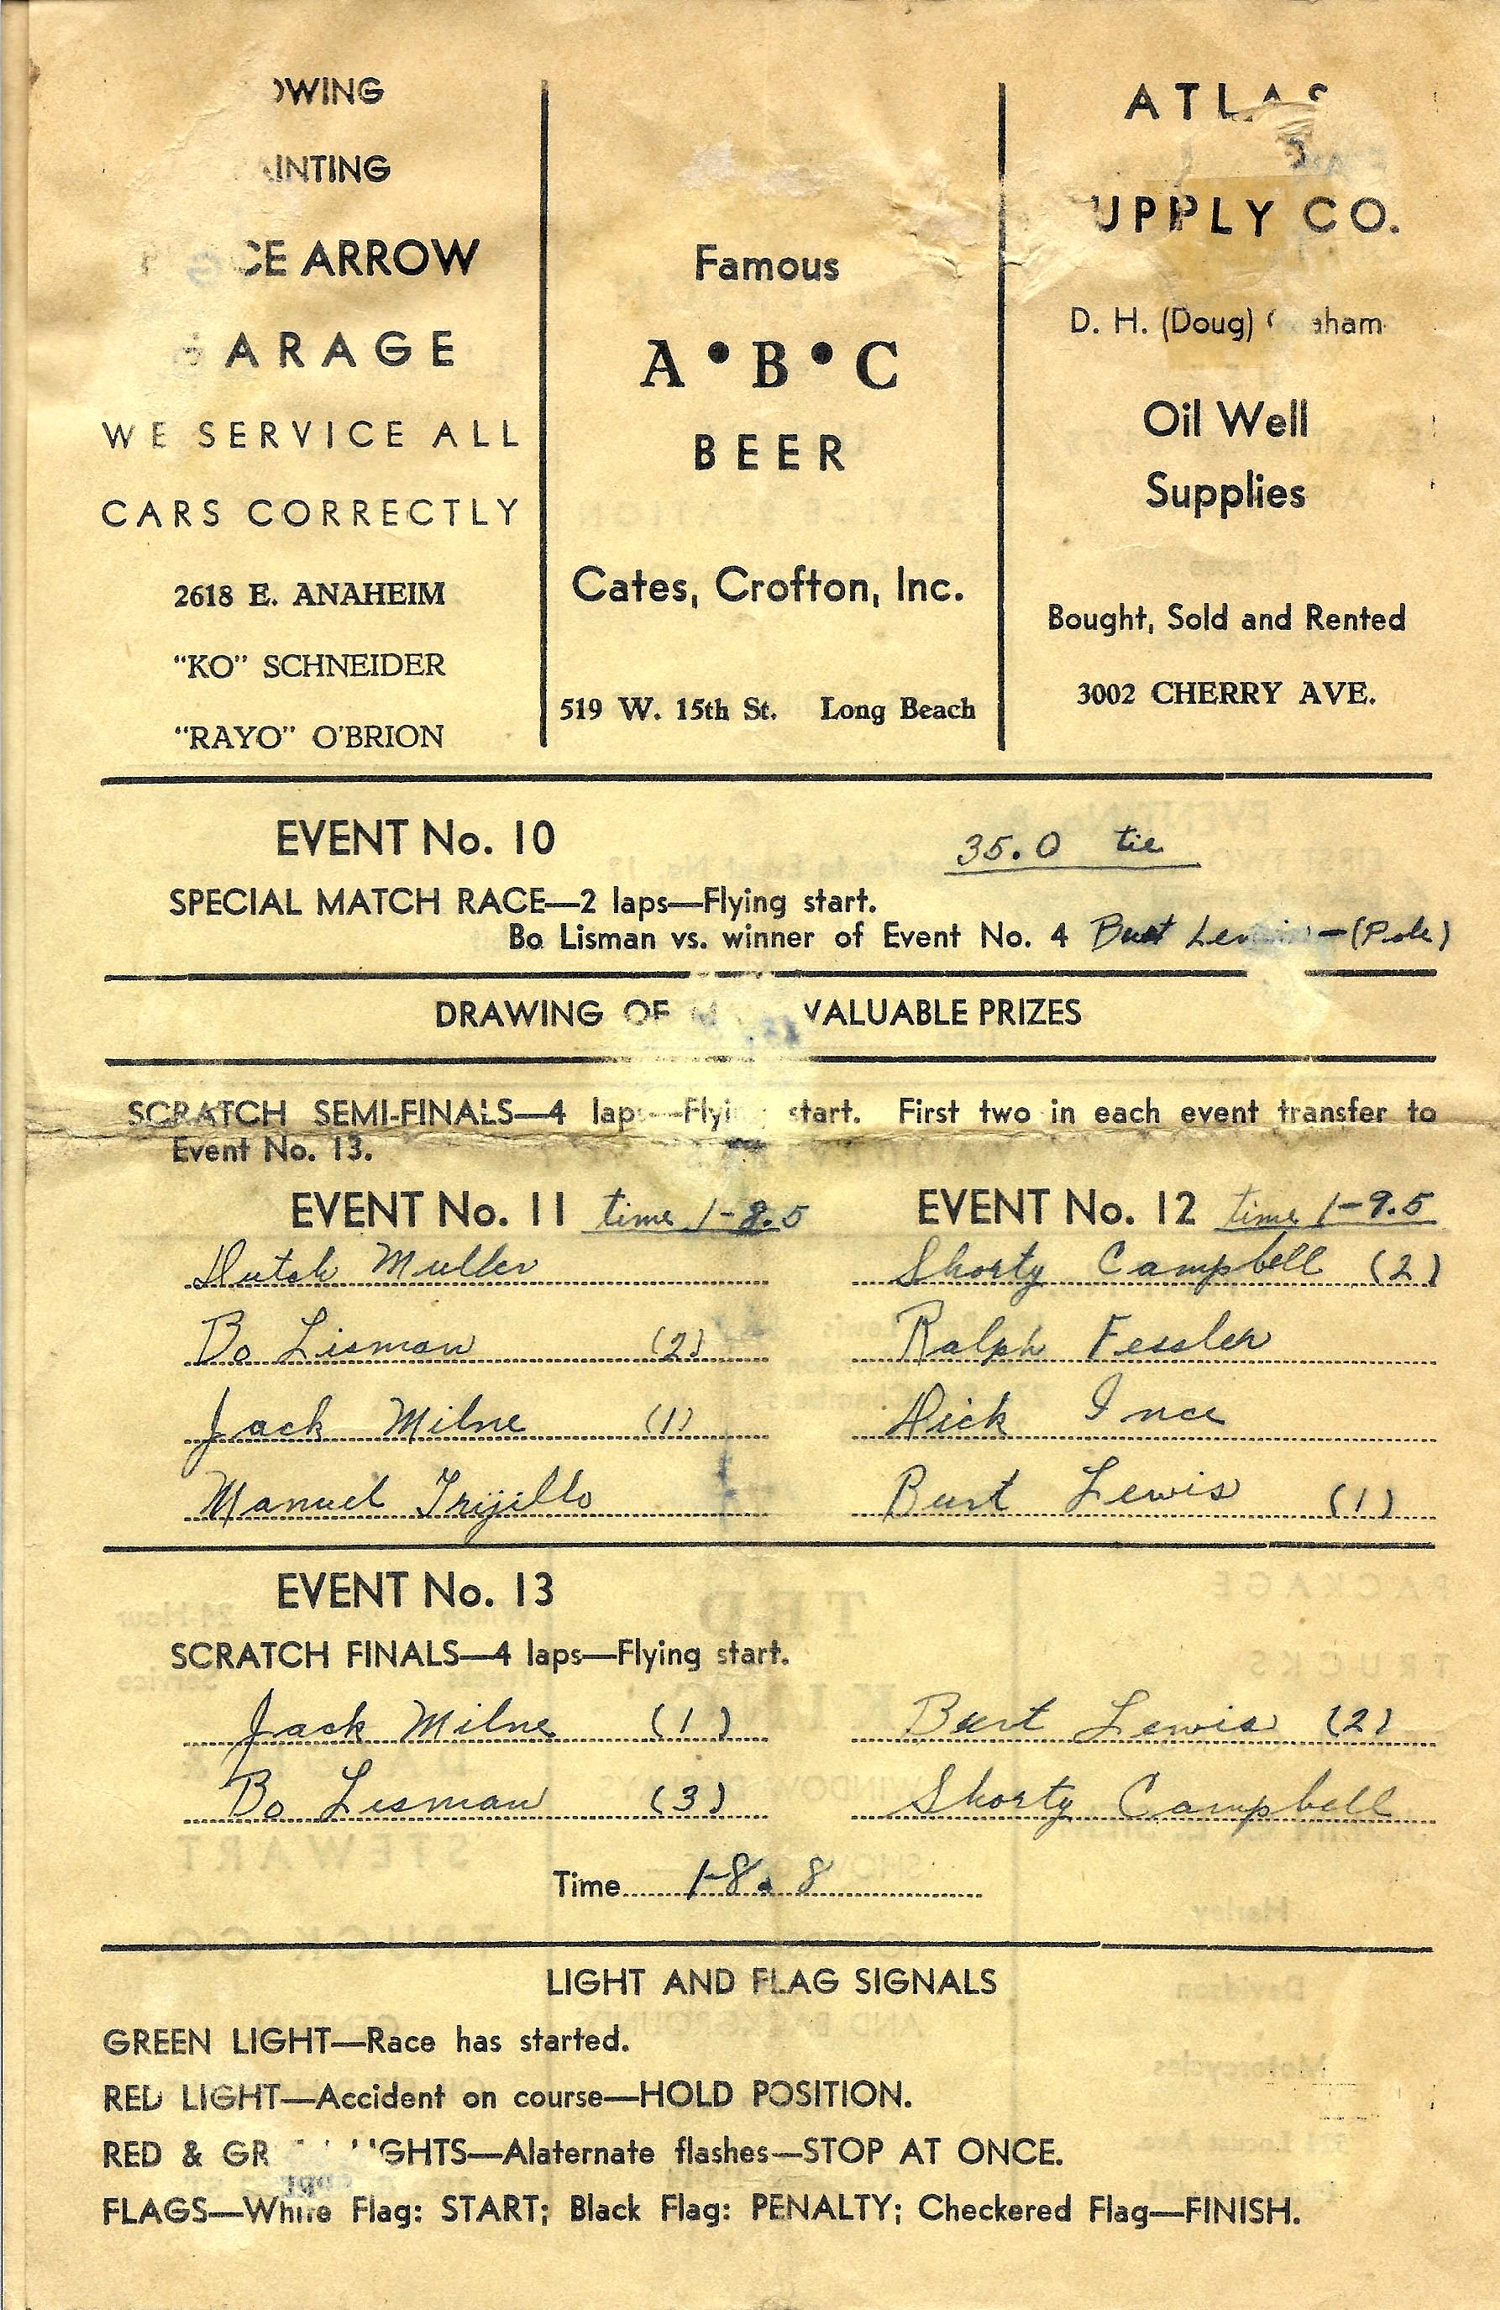 ARROW
ARAGE
WE SERVICE ALL
CARS CORRECTLY
2618 E. ANAHEIM
"KO" SCHNEIDER
"RAYO" O'BRION
Famous
A•B•C
BEER
Cates, Crofton, Inc.
519 W. 15th St. Long Beach
ATLAS
UPPLY CO.
D. H. (Doug)
Oil Well
Supplies
Bought, Sold and Rented
3002 CHERRY AVE.
EVENT No. 10 35.0 tie
SPECIAL MATCH RACE—2 laps—Flying start.
Bo Lisman vs. winner of Event No. 4 Burt Lewis —(Pole)
DRAWING OF VALUABLE PRIZES
SCRATCH SEMI-FINALS—4 laps—Flying start. First two in each event transfer to
Event No. 13.
EVENT No. 11 time 1-8.5
Dutch Muller
Bo Lisman (2)
Jack Milne (1)
Manuel Trijillo
EVENT No. 12 time 1-9.5
Shorty Campbell (2)
Ralph Fessler
Dick Ince
Burt Lewis (1)
EVENT No. 13
SCRATCH FINALS—4 laps—Flying start.
Jack Milne (1) Burt Lewis (2)
Bo Lisman (3) Shorty Campbell
Time 1-8.8
LIGHT AND FLAG SIGNALS
GREEN LIGHT—Race has started.
RED LIGHT—Accident on course—HOLD POSITION.
RED & GR GHTS—Alaternate flashes—STOP AT ONCE.
FLAGS—White Flag: START; Black Flag: PENALTY; Checkered Flag—FINISH.